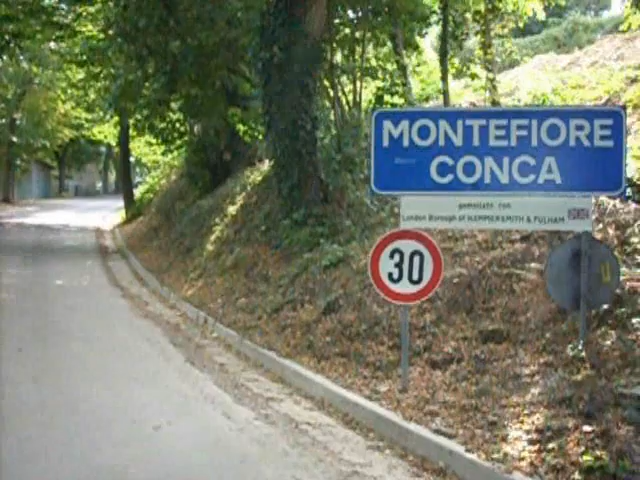 MONTEFIORE
CONCA
gemellato con
London Borough of HAMMERSMITH & FULHAM
30